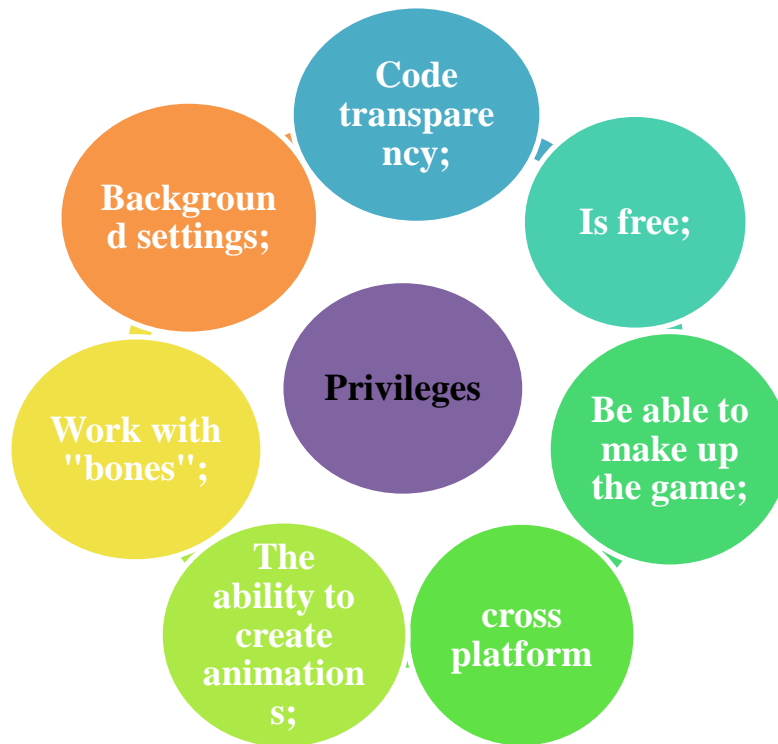 Code
transpare
ncy;
Is free;
Be able to
make up
the game;
cross
platform
The
ability to
create
animation
s;
Work with
"bones";
Backgroun
d settings;
Privileges